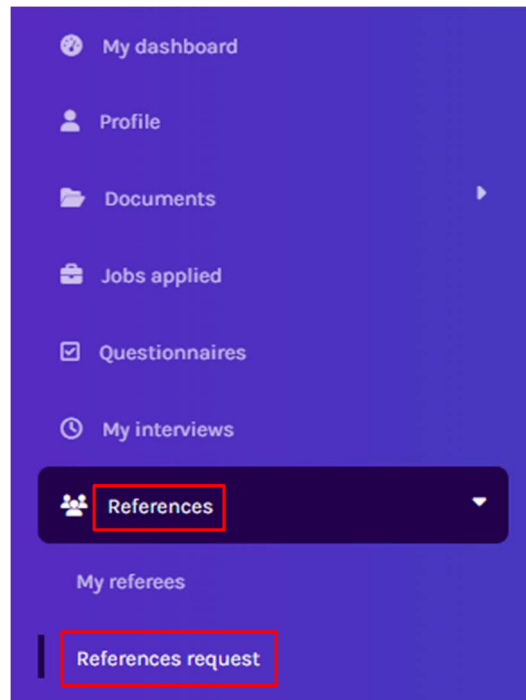 My dashboard
Profile
Documents
Jobs applied
Questionnaires
My interviews
References
My referees
References request